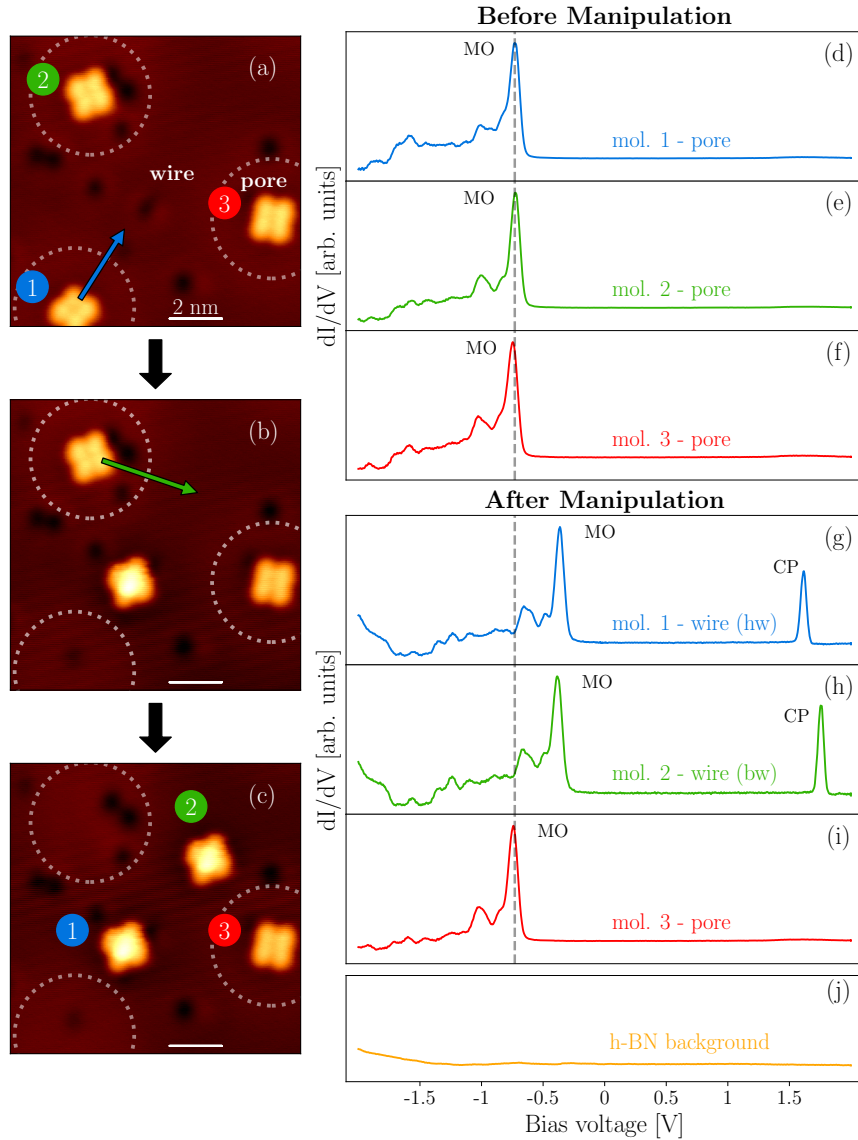 Before Manipulation
(a)
2
wire
pore
3
1
2 nm
(b)
(c)
2
1
3
dI/dV [arb. units]
MO
(d)
mol. 1 - pore
MO
(e)
mol. 2 - pore
MO
(f)
mol. 3 - pore
After Manipulation
dI/dV [arb. units]
MO
(g)
CP
mol. 1 - wire (hw)
MO
(h)
CP
mol. 2 - wire (bw)
MO
(i)
mol. 3 - pore
(j)
h-BN background
-1.5 -1 -0.5 0 0.5 1 1.5
Bias voltage [V]